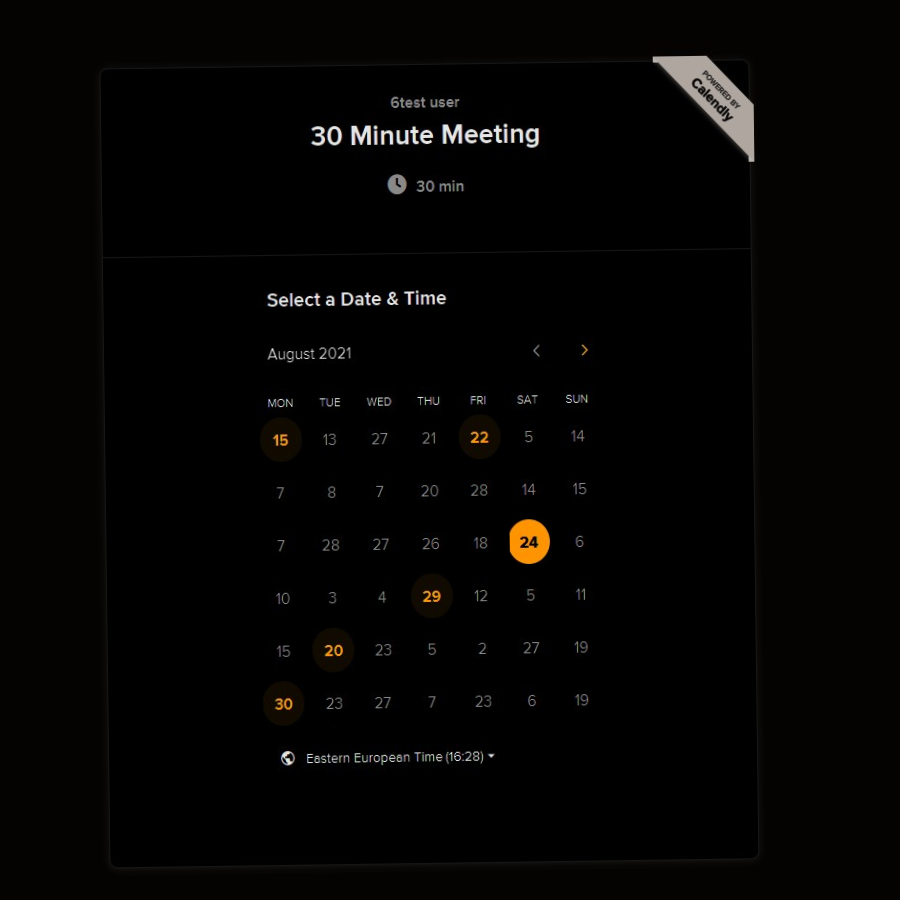 POWERED BY
Calendly
6test user
30 Minute Meeting
30 min
Select a Date & Time
August 2021
MON TUE WED THU FRI SAT SUN
15 13 27 21 22 5 14
7 8 7 20 28 14 15
7 28 27 26 18 24 6
10 3 4 29 12 5 11
15 20 23 5 2 27 19
30 23 27 7 23 6 19
Eastern European Time (16:28)